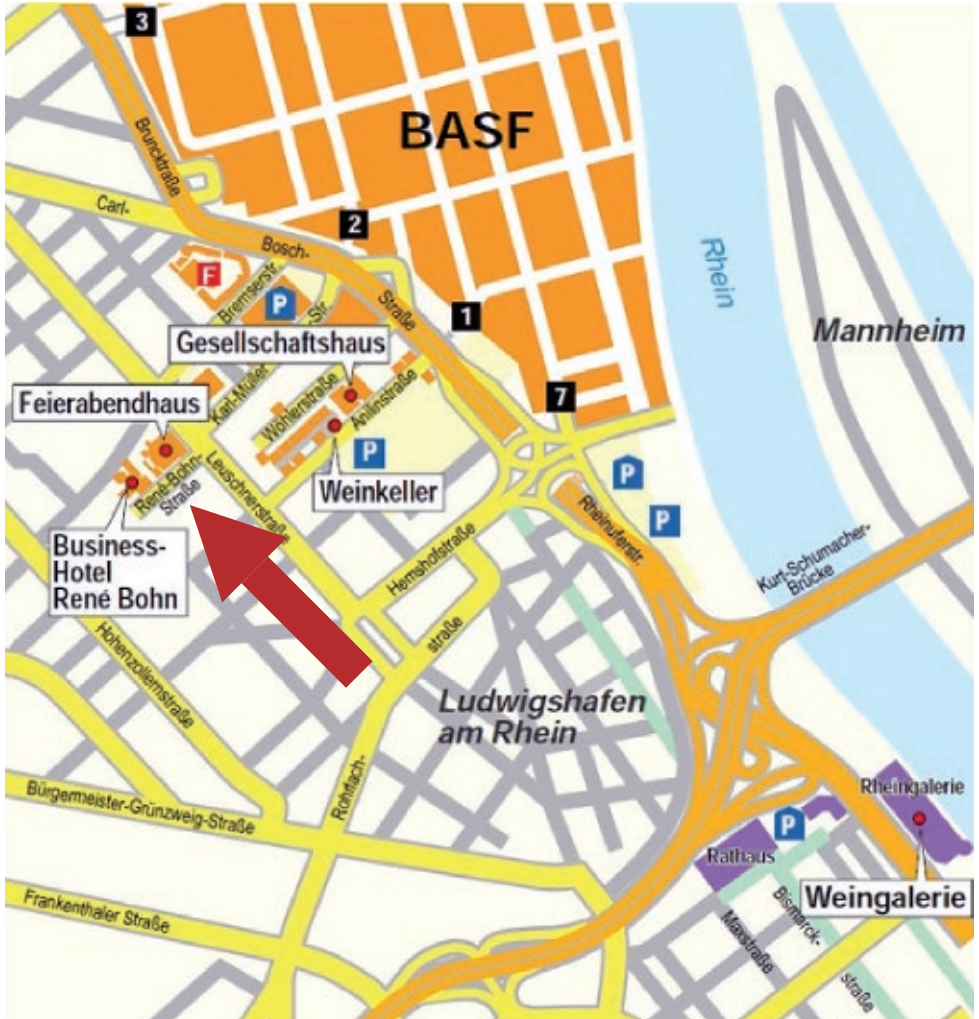 3
BASF
Brunckstraße
Carl-
2
Bosch-
Rhein
F
Bremserstr.
P
Straße
1
Mannheim
Gesellschaftshaus
Karl-Müller
-Str.
Feierabendhaus
Wöhlerstraße
Anilinstraße
7
P
P
René-Bohn-
Straße
Leuschnerstraße
Weinkeller
Rheinuferstr.
P
Business-
Hotel
René Bohn
Hemshofstraße
Kurt-Schumacher-
Brücke
Hohenzollernstraße
straße
Ludwigshafen
am Rhein
Rohrlach-
Bürgermeister-Grünzweig-Straße
Rheingalerie
P
Rathaus
Weingalerie
Frankenthaler Straße
Maxstraße
Bismarck-
straße